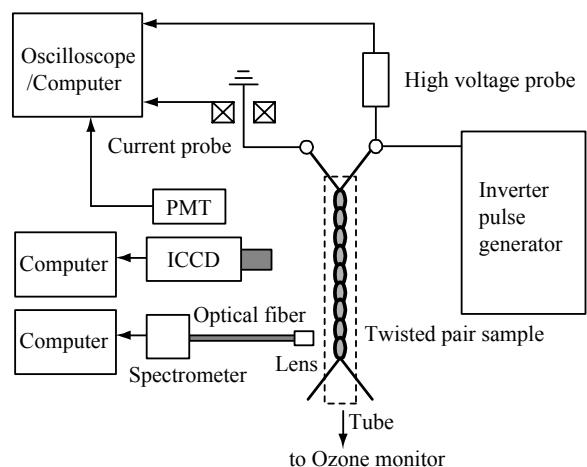 Oscilloscope
/Computer
High voltage probe
Current probe
Inverter
pulse
generator
PMT
Computer
ICCD
Optical fiber
Computer
Twisted pair sample
Lens
Spectrometer
Tube
to Ozone monitor